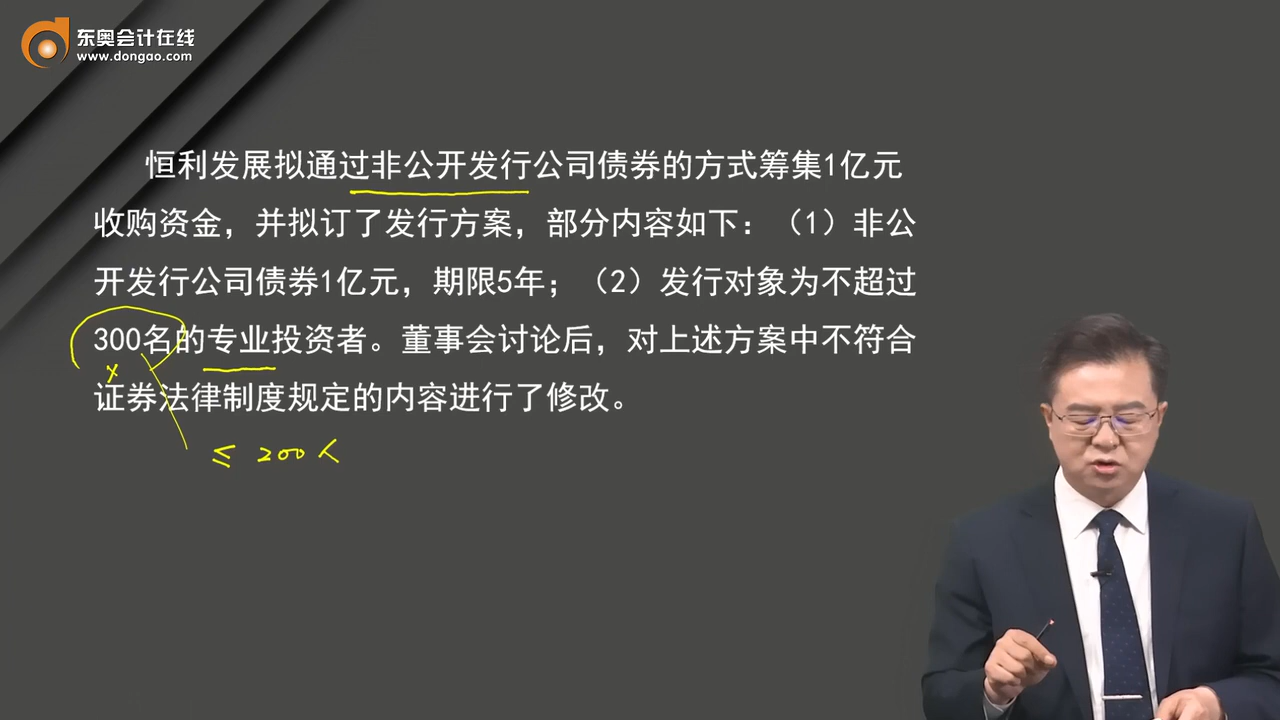 东奥会计在线
www.dongao.com
恒利发展拟通过非公开发行公司债券的方式筹集1亿元
收购资金，并拟订了发行方案，部分内容如下：（1）非公
开发行公司债券1亿元，期限5年；（2）发行对象为不超过
300名的专业投资者。董事会讨论后，对上述方案中不符合
证券法律制度规定的内容进行了修改。
≤ 200人